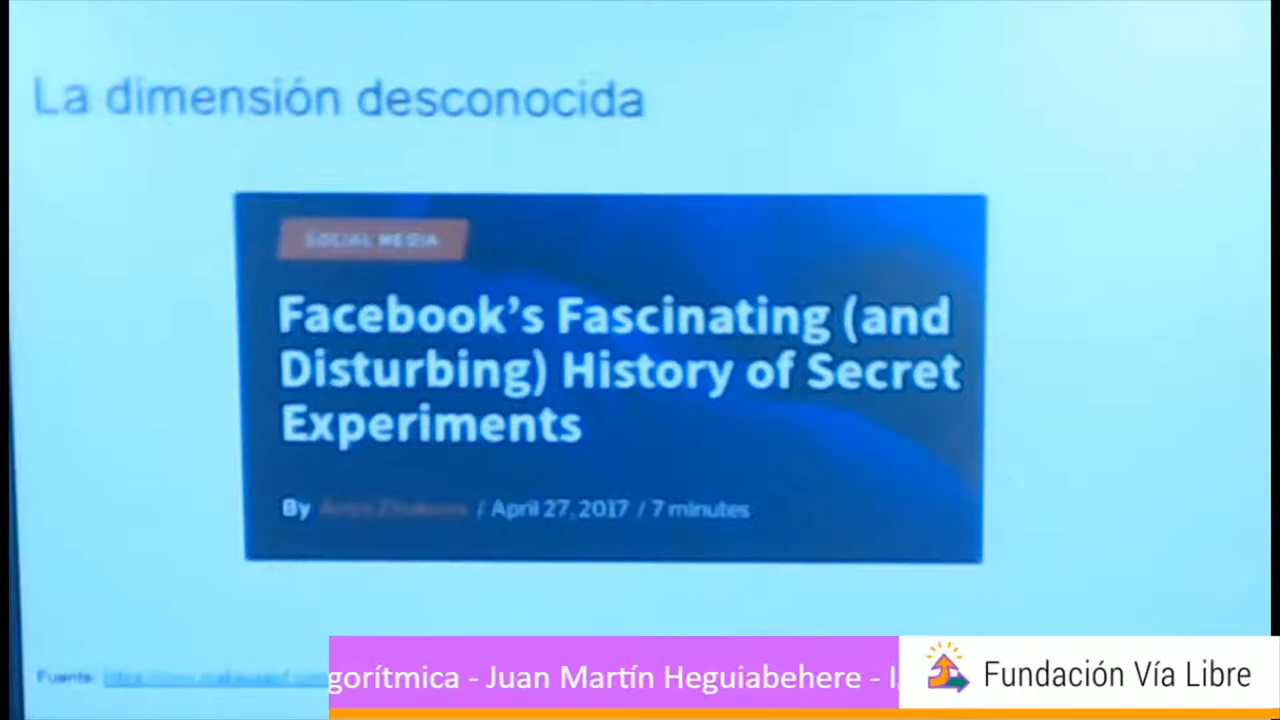 La dimensión desconocida
SOCIAL MEDIA
Facebook's Fascinating (and
Disturbing) History of Secret
Experiments
By / April 27, 2017 / 7 minutes
Fuente:
gorítmica - Juan Martín Heguiabehere - I
Fundación Vía Libre